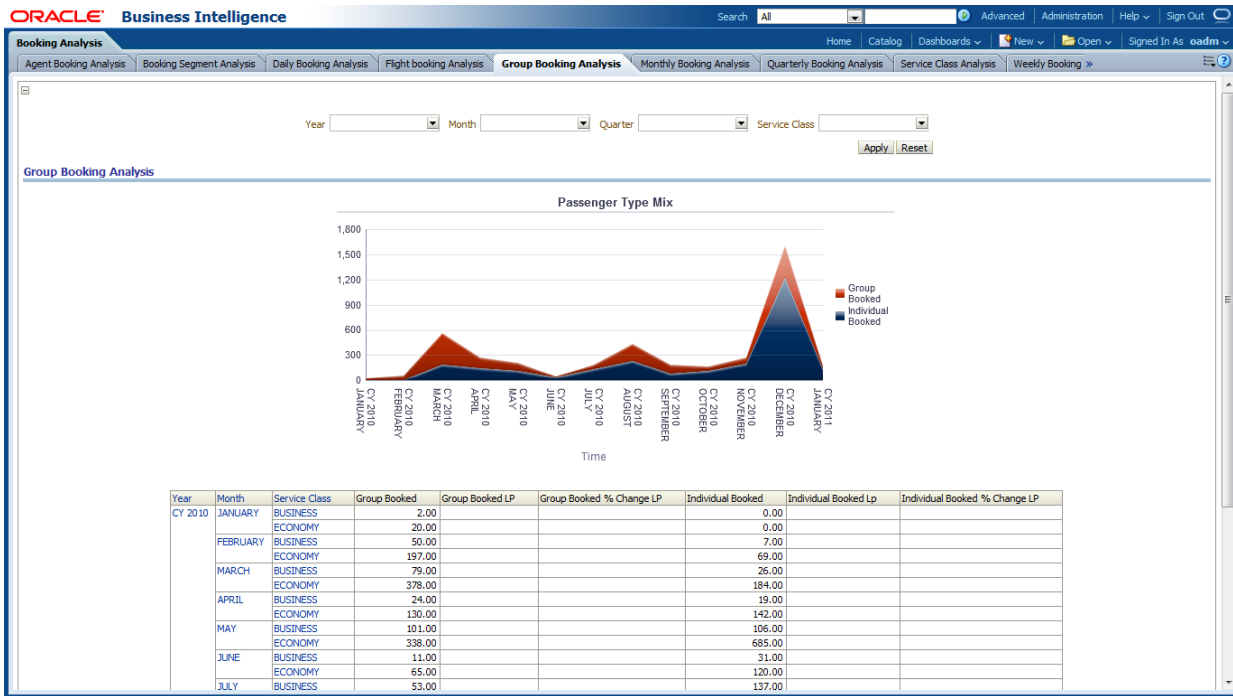 ORACLE Business Intelligence
Search All Advanced Administration Help Sign Out
Booking Analysis
Home Catalog Dashboards New Open Signed In As oadm
Agent Booking Analysis Booking Segment Analysis Daily Booking Analysis Flight booking Analysis Group Booking Analysis Monthly Booking Analysis Quarterly Booking Analysis Service Class Analysis Weekly Booking »
Year Month Quarter Service Class
Apply Reset
Group Booking Analysis
Passenger Type Mix
1,800
1,500
1,200
900
600
300
0
Group
Booked
Individual
Booked
CY 2010
JANUARY
CY 2010
FEBRUARY
CY 2010
MARCH
CY 2010
APRIL
CY 2010
MAY
CY 2010
JUNE
CY 2010
JULY
CY 2010
AUGUST
CY 2010
SEPTEMBER
CY 2010
OCTOBER
CY 2010
NOVEMBER
CY 2010
DECEMBER
CY 2011
JANUARY
Time
Year Month Service Class Group Booked Group Booked LP Group Booked % Change LP Individual Booked Individual Booked Lp Individual Booked % Change LP
CY 2010 JANUARY BUSINESS 2.00 0.00
ECONOMY 20.00 0.00
FEBRUARY BUSINESS 50.00 7.00
ECONOMY 197.00 69.00
MARCH BUSINESS 79.00 26.00
ECONOMY 378.00 184.00
APRIL BUSINESS 24.00 19.00
ECONOMY 130.00 142.00
MAY BUSINESS 101.00 106.00
ECONOMY 338.00 685.00
JUNE BUSINESS 11.00 31.00
ECONOMY 65.00 120.00
JULY BUSINESS 53.00 137.00